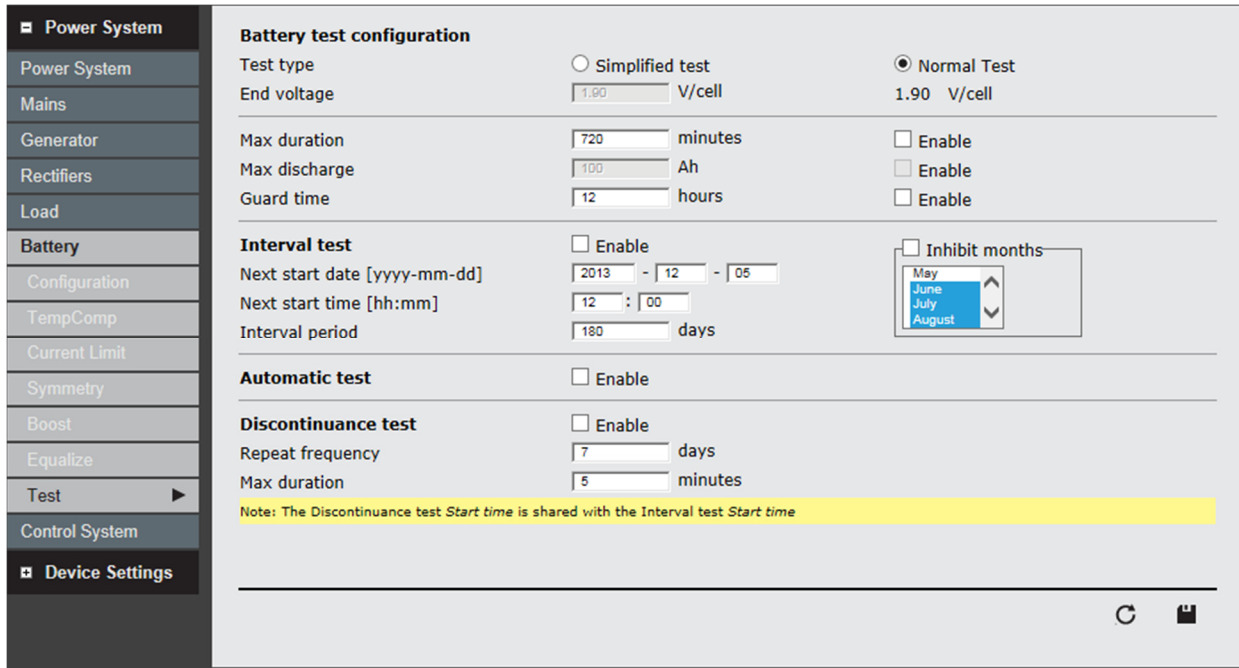 Power System
Power System
Mains
Generator
Rectifiers
Load
Battery
Configuration
TempComp
Current Limit
Symmetry
Boost
Equalize
Test
Control System
Device Settings
Battery test configuration
Test type Simplified test Normal Test
End voltage 1.90 V/cell 1.90 V/cell
Max duration 720 minutes Enable
Max discharge 100 Ah Enable
Guard time 12 hours Enable
Interval test Enable Inhibit months
Next start date [yyyy-mm-dd] 2013 - 12 - 05 May
June
Next start time [hh:mm] 12 : 00 July
August
Interval period 180 days
Automatic test Enable
Discontinuance test Enable
Repeat frequency 7 days
Max duration 5 minutes
Note: The Discontinuance test Start time is shared with the Interval test Start time